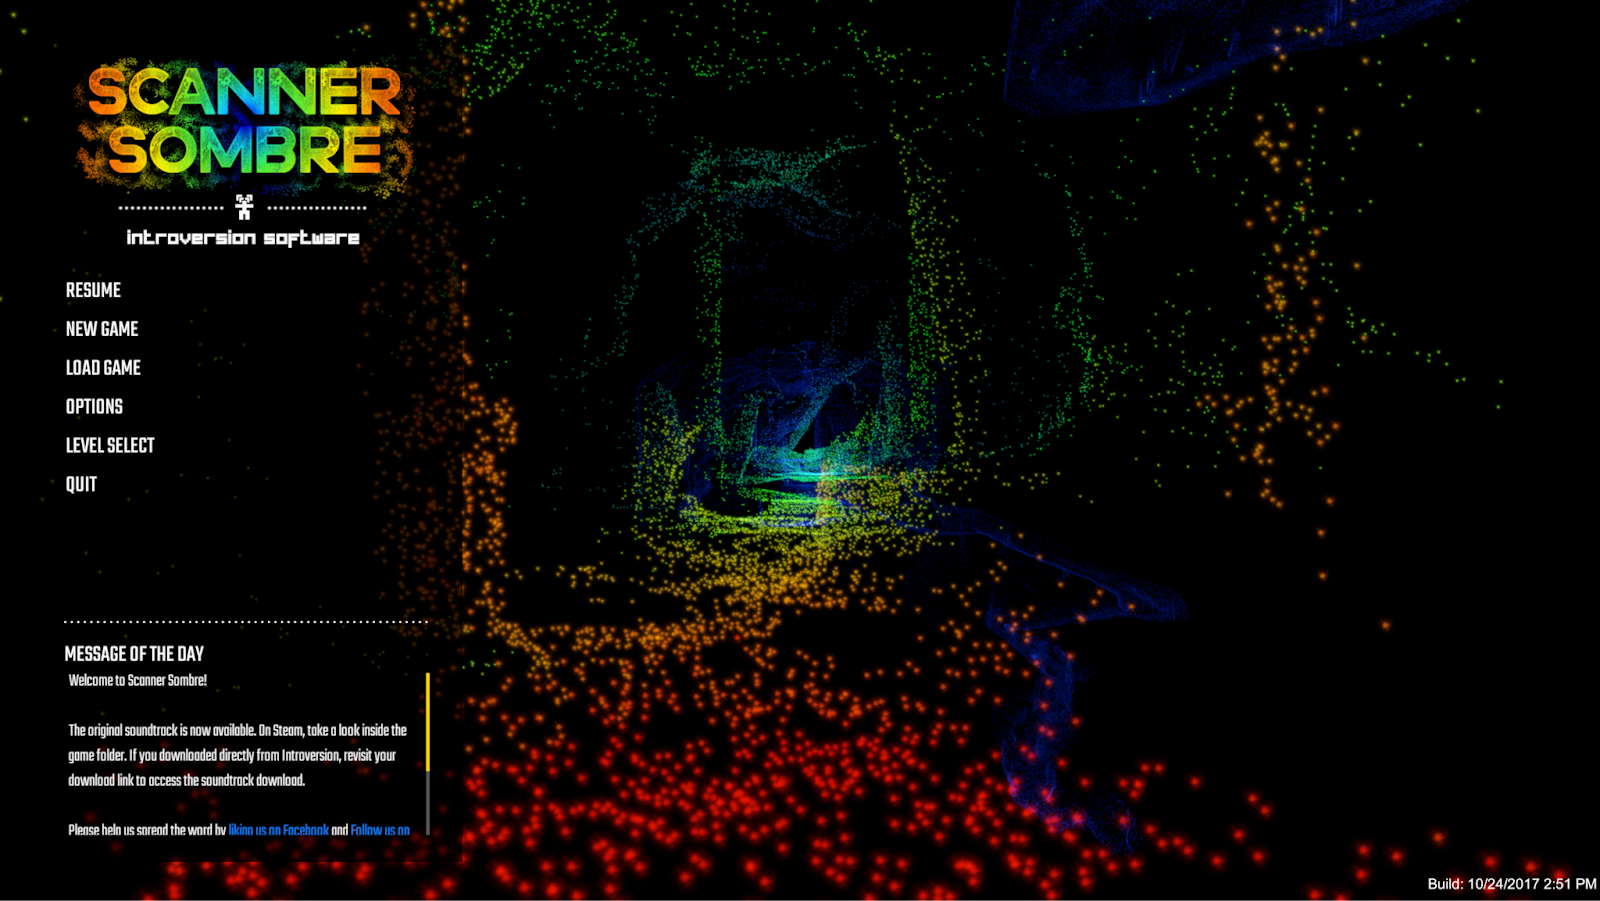 SCANNER
SOMBRE
introversion software
RESUME
NEW GAME
LOAD GAME
OPTIONS
LEVEL SELECT
QUIT
MESSAGE OF THE DAY
Welcome to Scanner Sombre!
The original soundtrack is now available. On Steam, take a look inside the
game folder. If you downloaded directly from Introversion, revisit your
download link to access the soundtrack download.
Please help us spread the word by liking us on Facebook and Follow us on
Build: 10/24/2017 2:51 PM